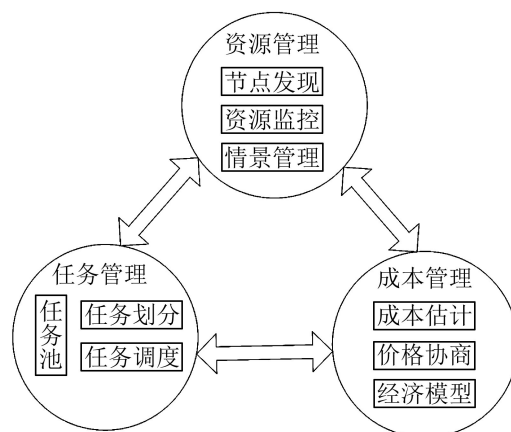 资源管理
节点发现
资源监控
情景管理
任务管理
任务池
任务划分
任务调度
成本管理
成本估计
价格协商
经济模型